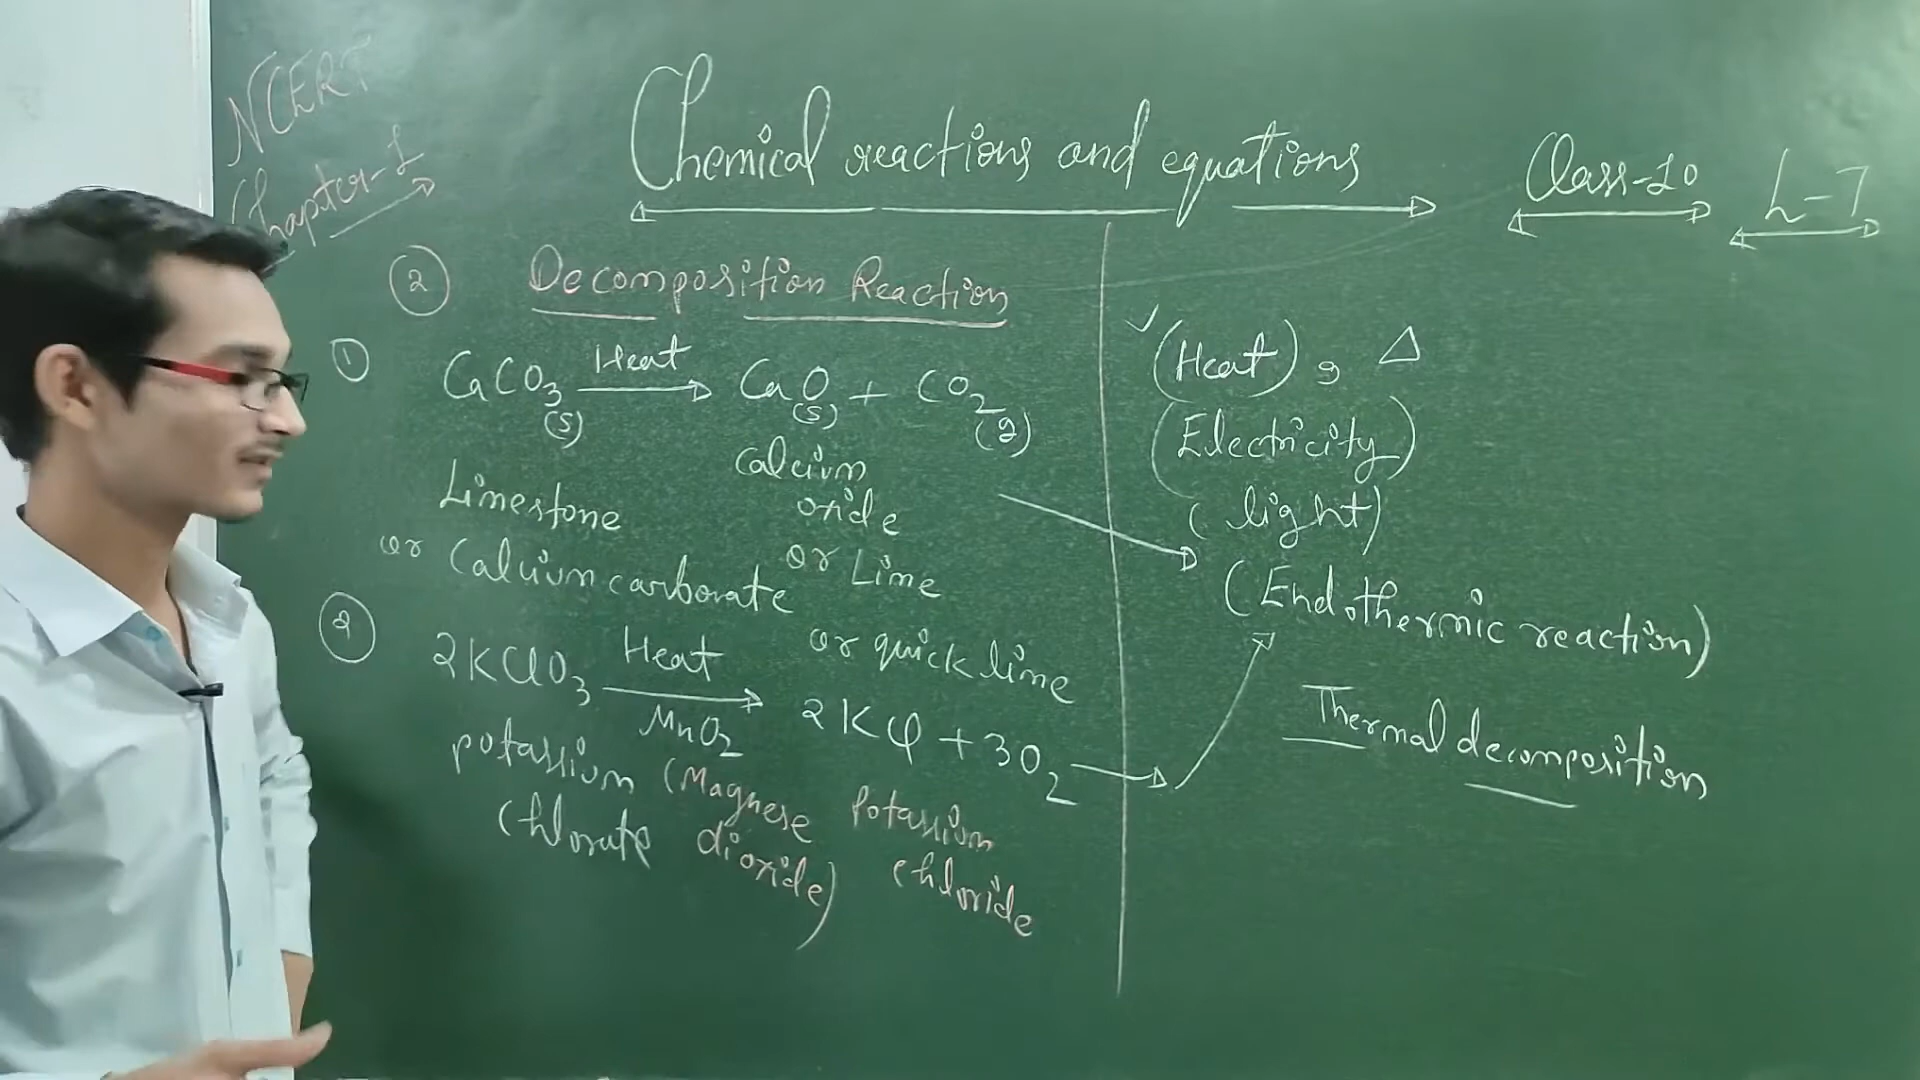 NCERT
Chapter-1
Chemical reactions and equations
Class-10
L-7
② Decomposition Reaction
① CaCO₃(s) Heat → CaO(s) + CO₂(g)
Limestone
or Calcium carbonate
Calcium
oxide
or Lime
or quick lime
② 2KClO₃ Heat → MnO₂ 2KCl + 3O₂
potassium
Chlorate
(Magnese
dioxide)
Potassium
chloride
✓ (Heat), △
(Electricity)
(light)
(Endothermic reaction)
Thermal decomposition